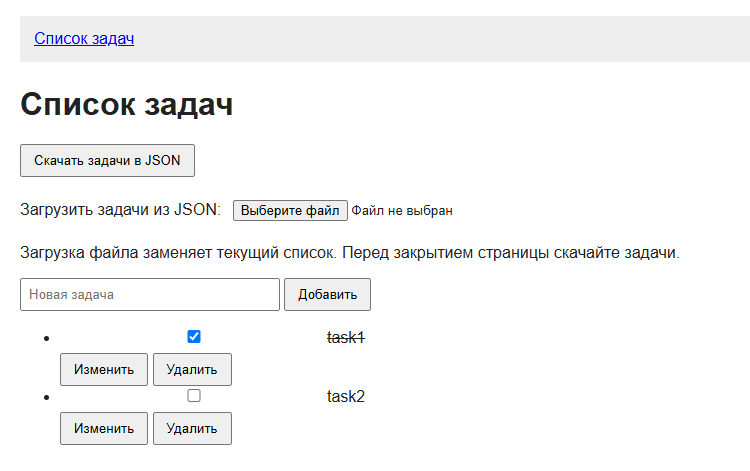 Список задач
Список задач
Скачать задачи в JSON
Загрузить задачи из JSON: Выберите файл Файл не выбран
Загрузка файла заменяет текущий список. Перед закрытием страницы скачайте задачи.
Новая задача Добавить
task1
Изменить Удалить
task2
Изменить Удалить